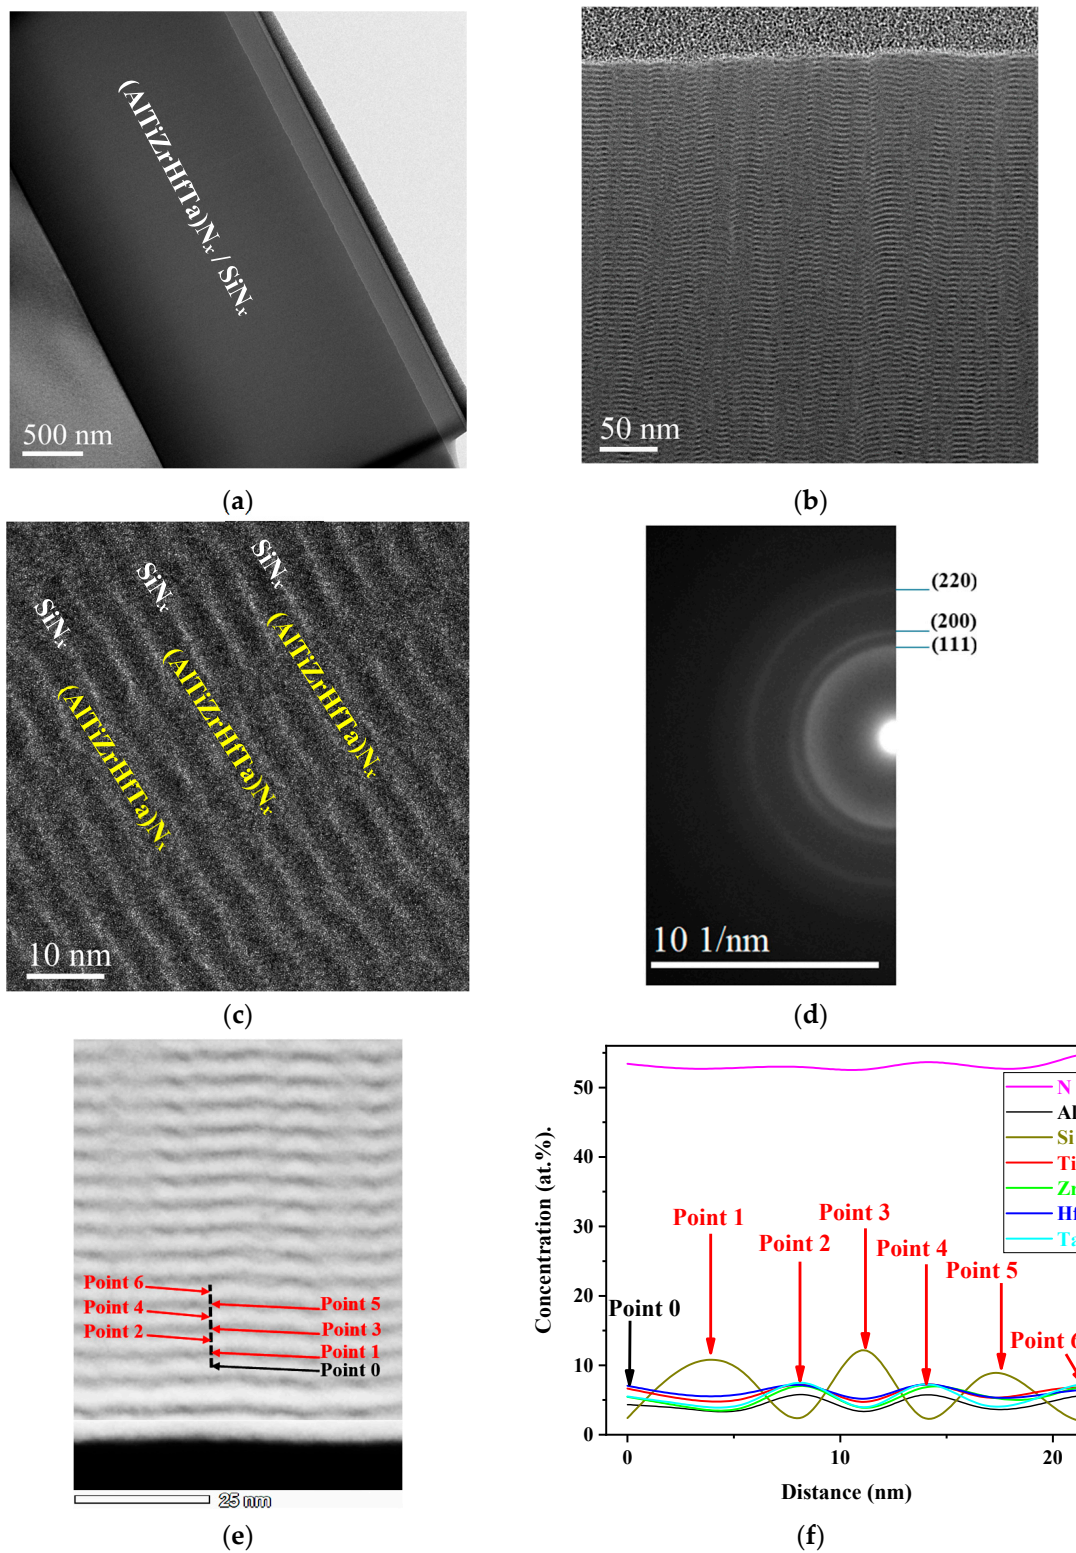 (AlTiZrHfTa)Nx / SiNx
500 nm
(a)
50 nm
(b)
SiNx
SiNx
SiNx
(AlTiZrHfTa)Nx
(AlTiZrHfTa)Nx
(AlTiZrHfTa)Nx
10 nm
(c)
(220)
(200)
(111)
10 1/nm
(d)
Point 6
Point 4
Point 2
Point 5
Point 3
Point 1
Point 0
25 nm
(e)
Concentration (at.%).
50
40
30
20
10
0
0
10
20
Distance (nm)
N
Al
Si
Ti
Zr
Hf
Ta
Point 0
Point 1
Point 2
Point 3
Point 4
Point 5
Point 6
(f)